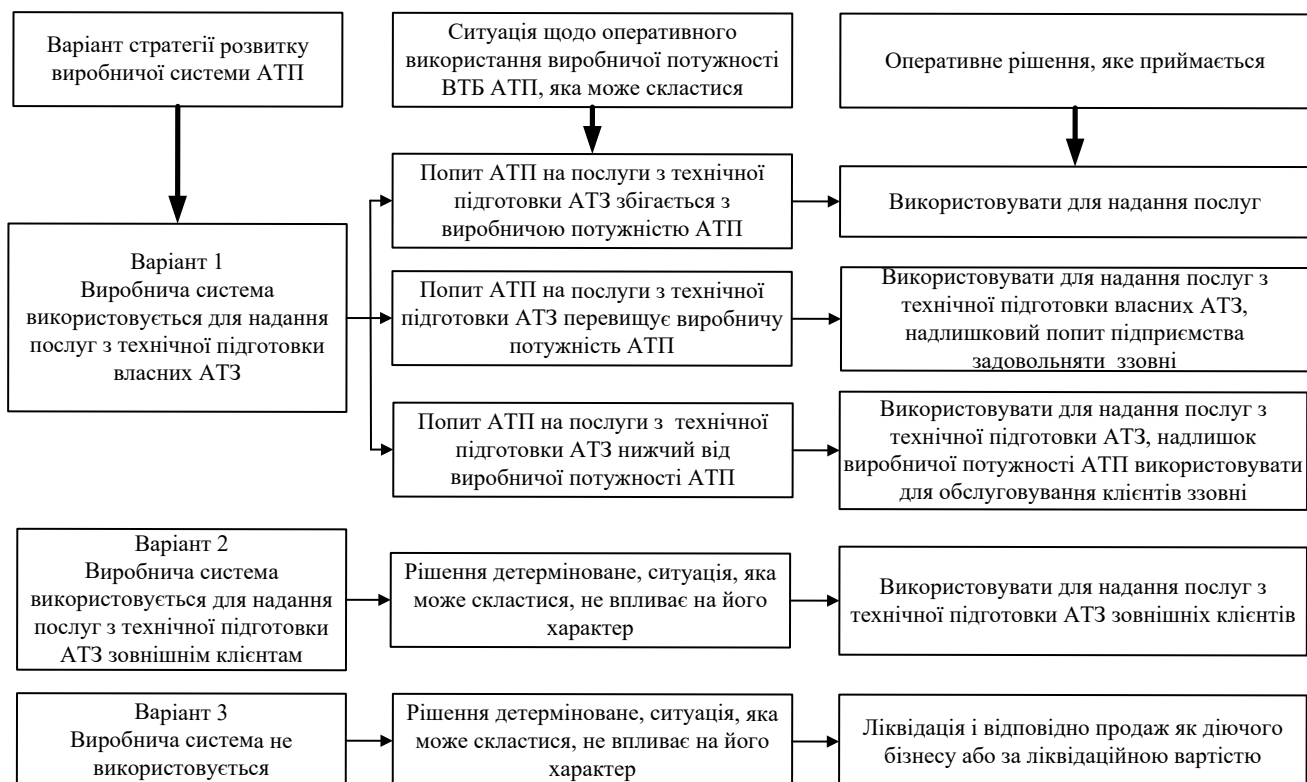 Варіант стратегії розвитку
виробничої системи АТП
Ситуація щодо оперативного
використання виробничої потужності
ВТБ АТП, яка може скластися
Оперативне рішення, яке приймається
Варіант 1
Виробнича система
використовується для надання
послуг з технічної підготовки
власних АТЗ
Попит АТП на послуги з технічної
підготовки АТЗ збігається з
виробничою потужністю АТП
Використовувати для надання послуг
Попит АТП на послуги з технічної
підготовки АТЗ перевищує виробничу
потужність АТП
Використовувати для надання послуг з
технічної підготовки власних АТЗ,
надлишковий попит підприємства
задовольняти ззовні
Попит АТП на послуги з технічної
підготовки АТЗ нижчий від
виробничої потужності АТП
Використовувати для надання послуг з
технічної підготовки АТЗ, надлишок
виробничої потужності АТП використовувати
для обслуговування клієнтів ззовні
Варіант 2
Виробнича система
використовується для надання
послуг з технічної підготовки
АТЗ зовнішнім клієнтам
Рішення детерміноване, ситуація, яка
може скластися, не впливає на його
характер
Використовувати для надання послуг з
технічної підготовки АТЗ зовнішніх клієнтів
Варіант 3
Виробнича система не
використовується
Рішення детерміноване, ситуація, яка
може скластися, не впливає на його
характер
Ліквідація і відповідно продаж як діючого
бізнесу або за ліквідаційною вартістю